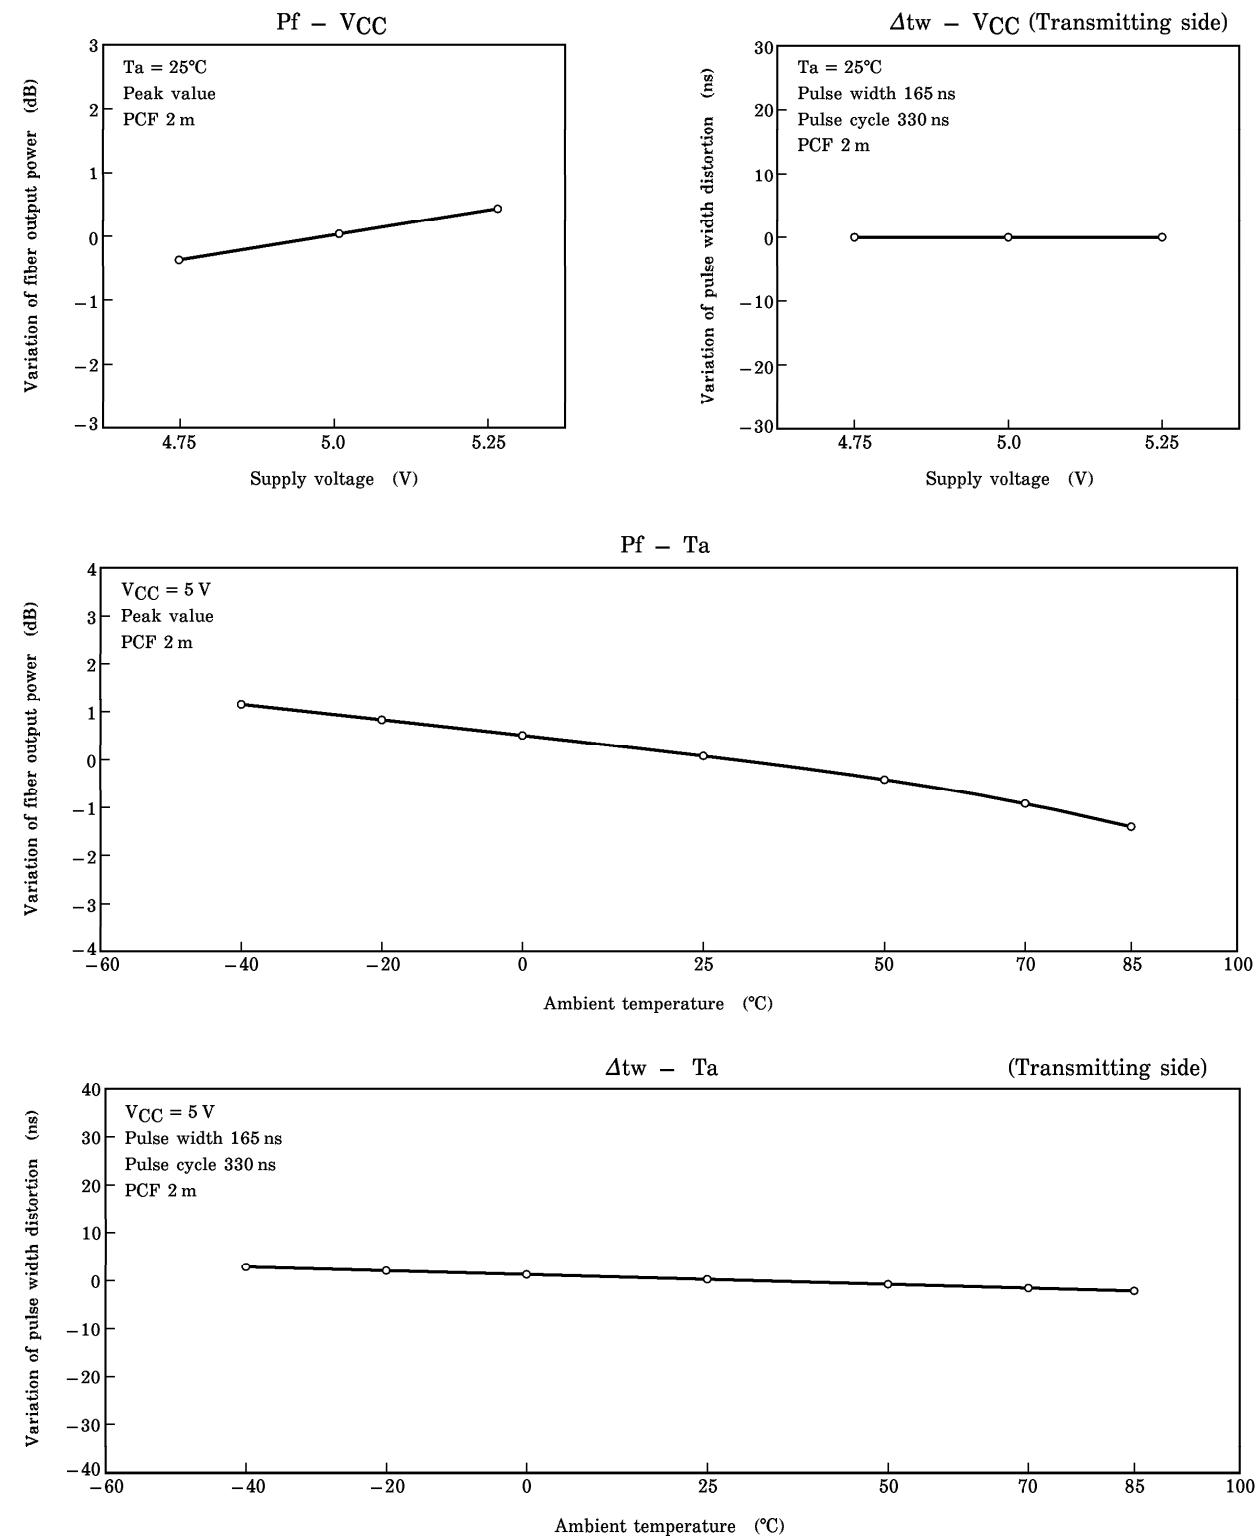 Pf – VCC
Variation of fiber output power (dB)
Ta = 25°C
Peak value
PCF 2 m
3
2
1
0
−1
−2
−3
4.75 5.0 5.25
Supply voltage (V)
Δtw – VCC (Transmitting side)
Variation of pulse width distortion (ns)
Ta = 25°C
Pulse width 165 ns
Pulse cycle 330 ns
PCF 2 m
30
20
10
0
−10
−20
−30
4.75 5.0 5.25
Supply voltage (V)
Pf – Ta
Variation of fiber output power (dB)
VCC = 5 V
Peak value
PCF 2 m
4
3
2
1
0
−1
−2
−3
−4
−60 −40 −20 0 25 50 70 85 100
Ambient temperature (°C)
Δtw – Ta (Transmitting side)
Variation of pulse width distortion (ns)
VCC = 5 V
Pulse width 165 ns
Pulse cycle 330 ns
PCF 2 m
40
30
20
10
0
−10
−20
−30
−40
−60 −40 −20 0 25 50 70 85 100
Ambient temperature (°C)